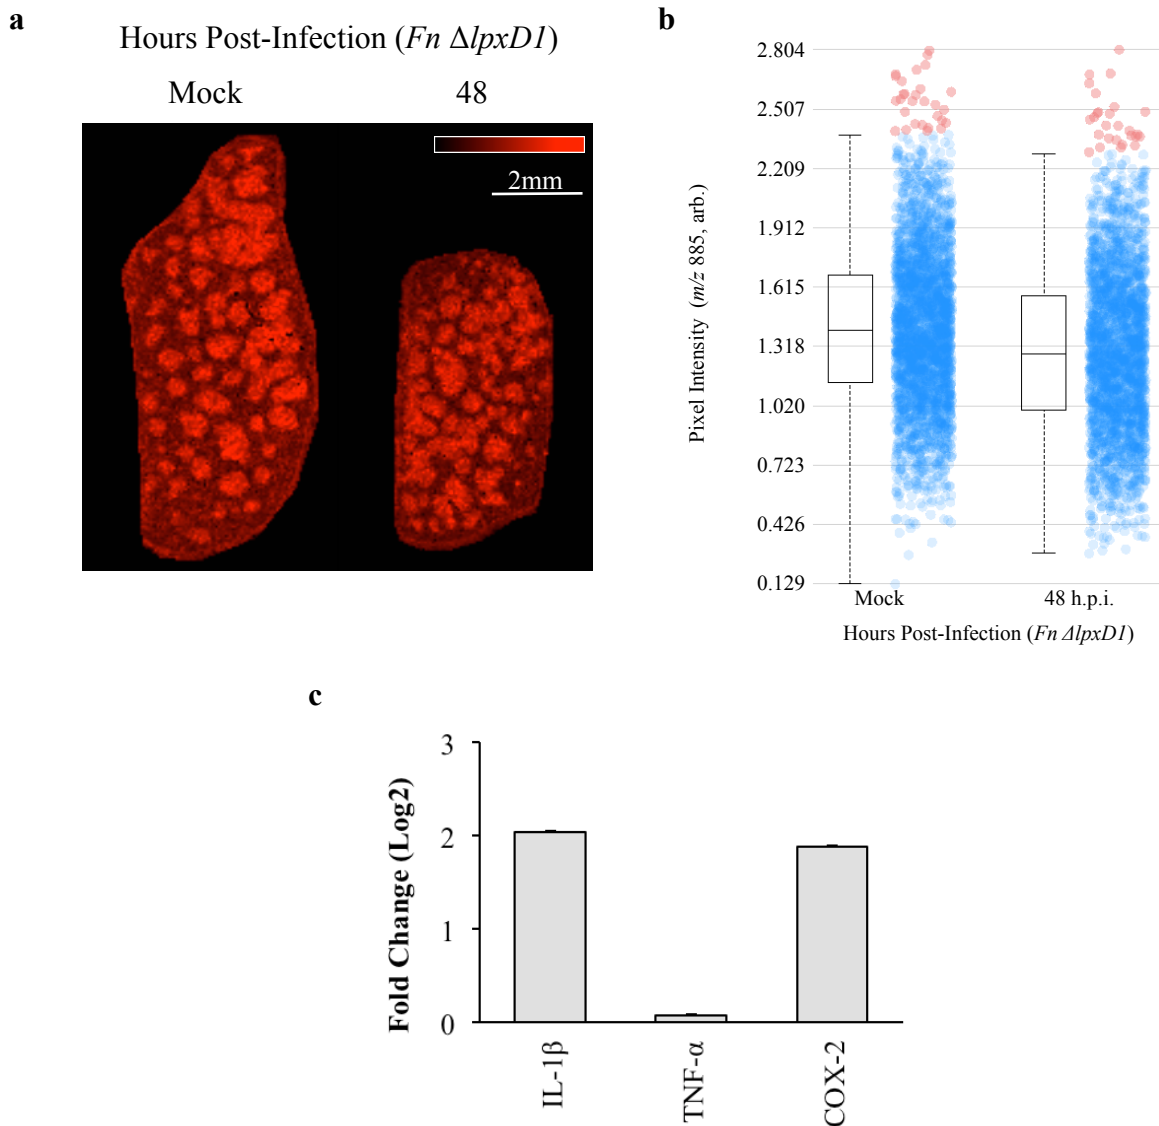 a
Hours Post-Infection (Fn ΔlpxD1)
Mock 48
2mm
b
2.804
2.507
2.209
1.912
1.615
1.318
1.020
0.723
0.426
0.129
Pixel Intensity (m/z 885, arb.)
Mock 48 h.p.i.
Hours Post-Infection (Fn ΔlpxD1)
c
3
2
1
0
Fold Change (Log2)
IL-1β
TNF-α
COX-2